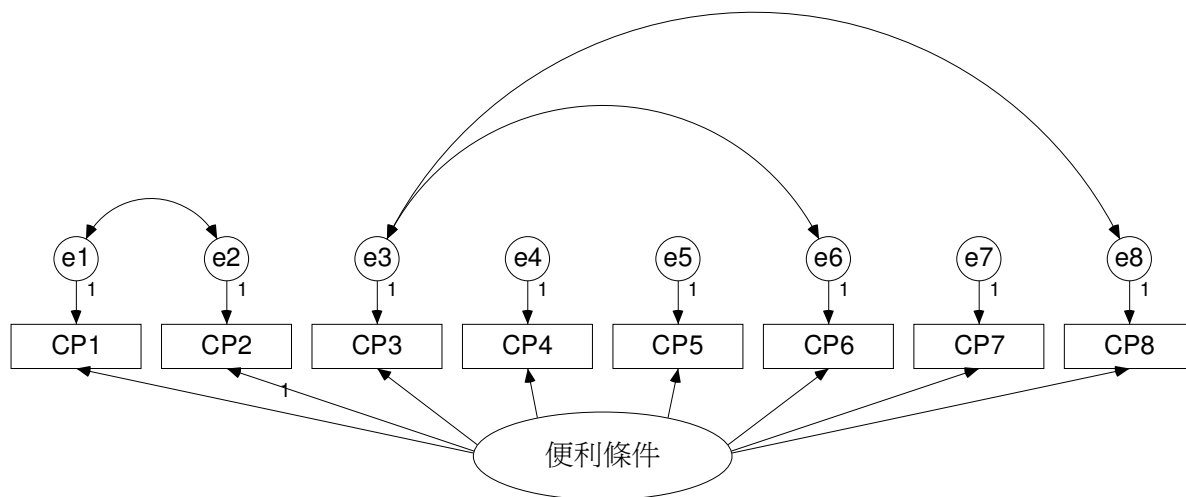 e1 e2 e3 e4 e5 e6 e7 e8
1 1 1 1 1 1 1 1
CP1 CP2 CP3 CP4 CP5 CP6 CP7 CP8
1
便利條件